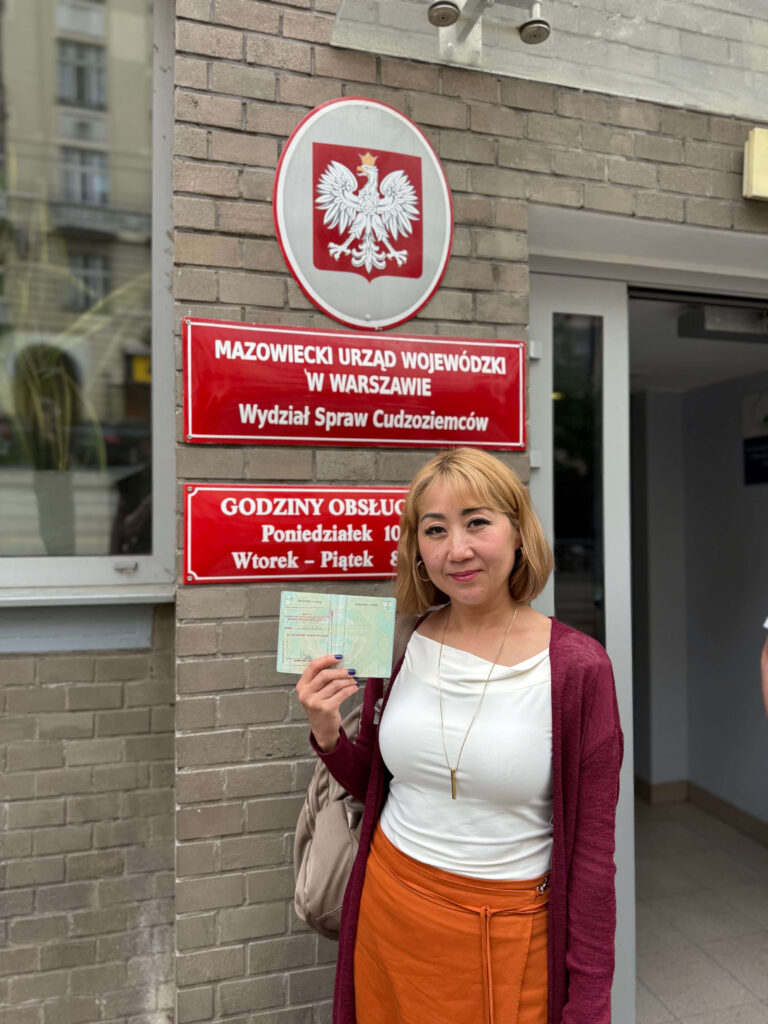 MAZOWIECKI URZĄD WOJEWÓDZKI
W WARSZAWIE
Wydział Spraw Cudzoziemców
GODZINY OBSŁUG
Poniedziałek 10
Wtorek – Piątek 8